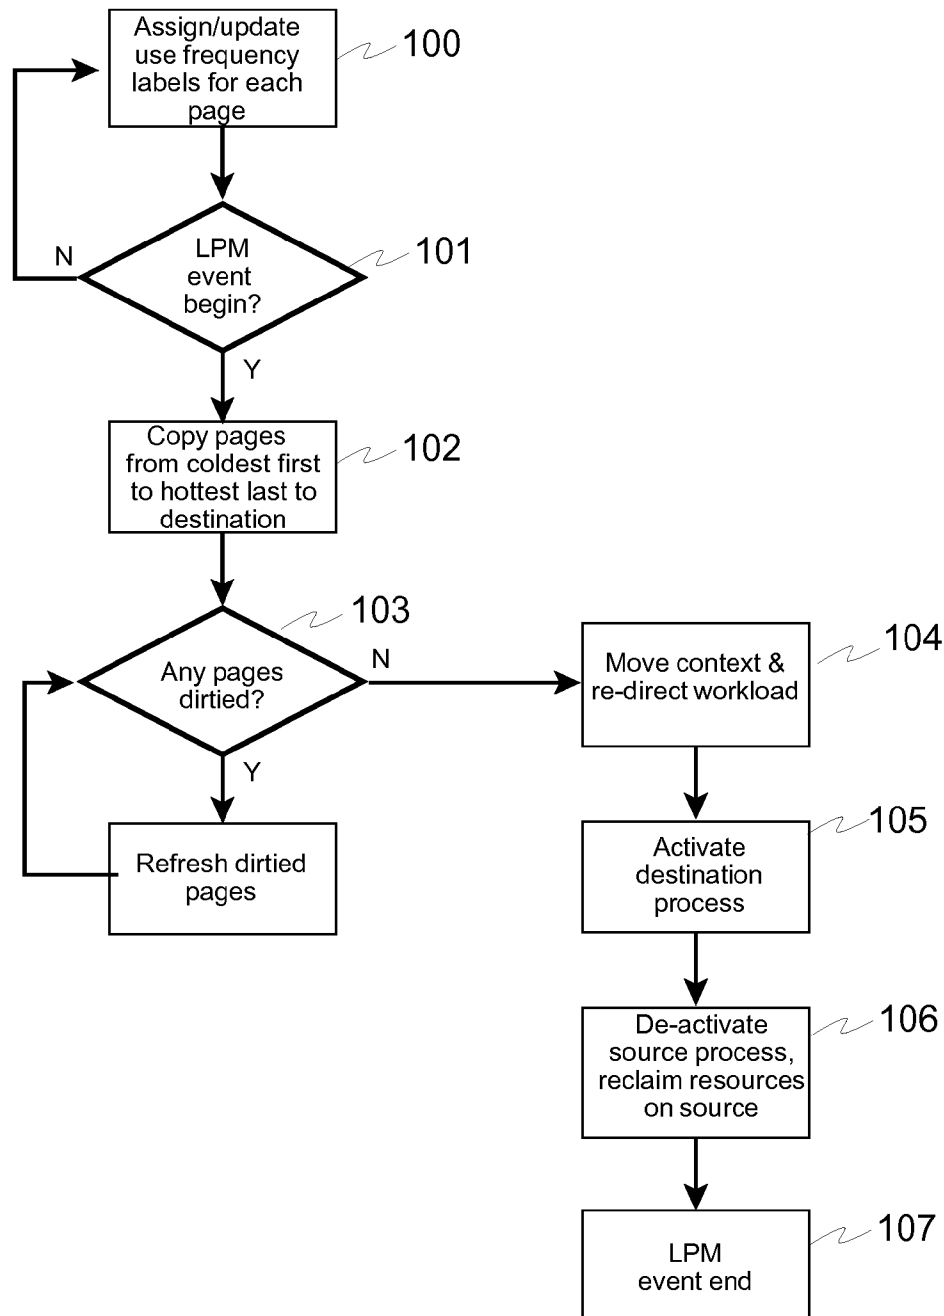 Assign/update
use frequency
labels for each
page
100
N
LPM
event
begin?
101
Y
Copy pages
from coldest first
to hottest last to
destination
102
103
Any pages
dirtied?
N
Y
Refresh dirtied
pages
Move context &
re-direct workload
104
Activate
destination
process
105
De-activate
source process,
reclaim resources
on source
106
LPM
event end
107